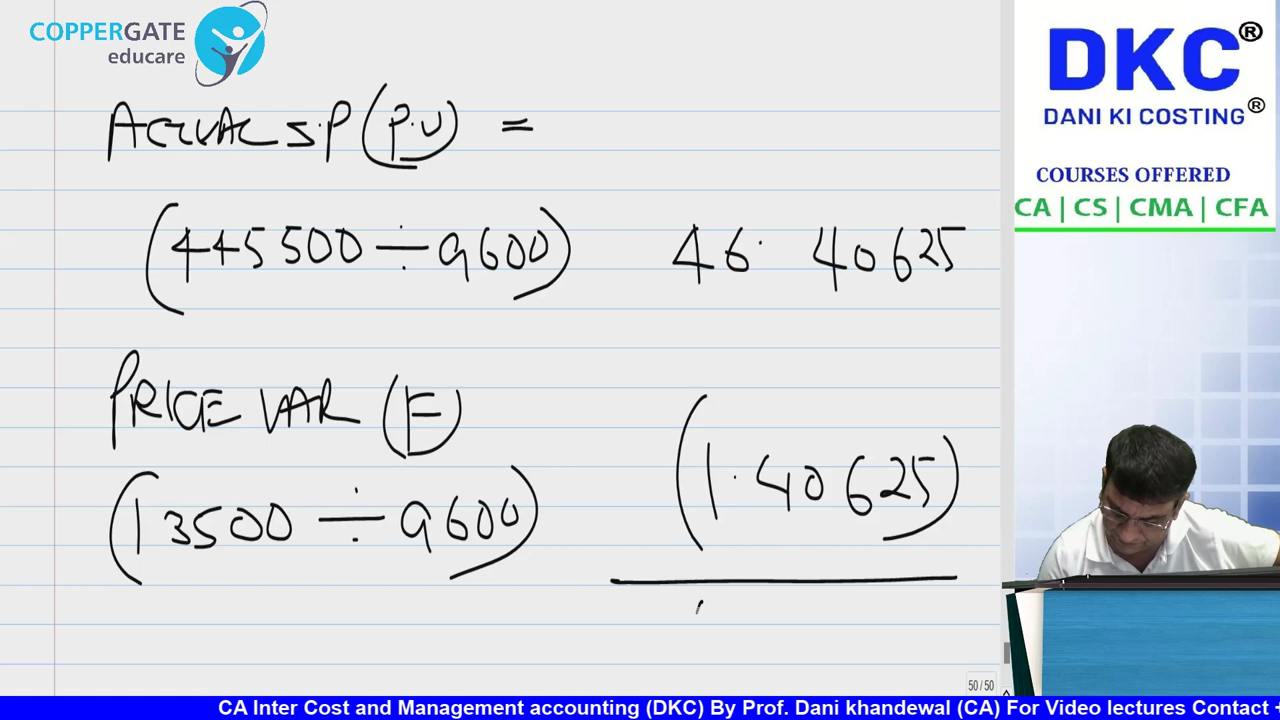 COPPERGATE
educare
ACTUAL S.P (P.U) =
(445500 ÷ 9600) 46.40625
PRICE VAR (F)
(13500 ÷ 9600) (1.40625)
50/50
DKC®
DANI KI COSTING®
COURSES OFFERED
CA | CS | CMA | CFA
CA Inter Cost and Management accounting (DKC) By Prof. Dani khandewal (CA) For Video lectures Contact